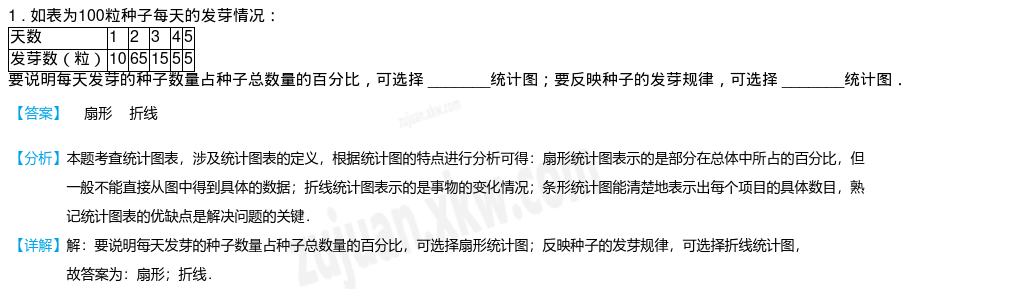 1．如表为100粒种子每天的发芽情况：
天数 1 2 3 4 5
发芽数（粒） 10 65 15 5 5
要说明每天发芽的种子数量占种子总数量的百分比，可选择 ________统计图；要反映种子的发芽规律，可选择 ________统计图．
【答案】 扇形 折线
zujuan.xkw.com
【分析】本题考查统计图表，涉及统计图表的定义，根据统计图的特点进行分析可得：扇形统计图表示的是部分在总体中所占的百分比，但
一般不能直接从图中得到具体的数据；折线统计图表示的是事物的变化情况；条形统计图能清楚地表示出每个项目的具体数目，熟
记统计图表的优缺点是解决问题的关键．
zujuan.xkw.com
【详解】解：要说明每天发芽的种子数量占种子总数量的百分比，可选择扇形统计图；反映种子的发芽规律，可选择折线统计图，
故答案为：扇形；折线．